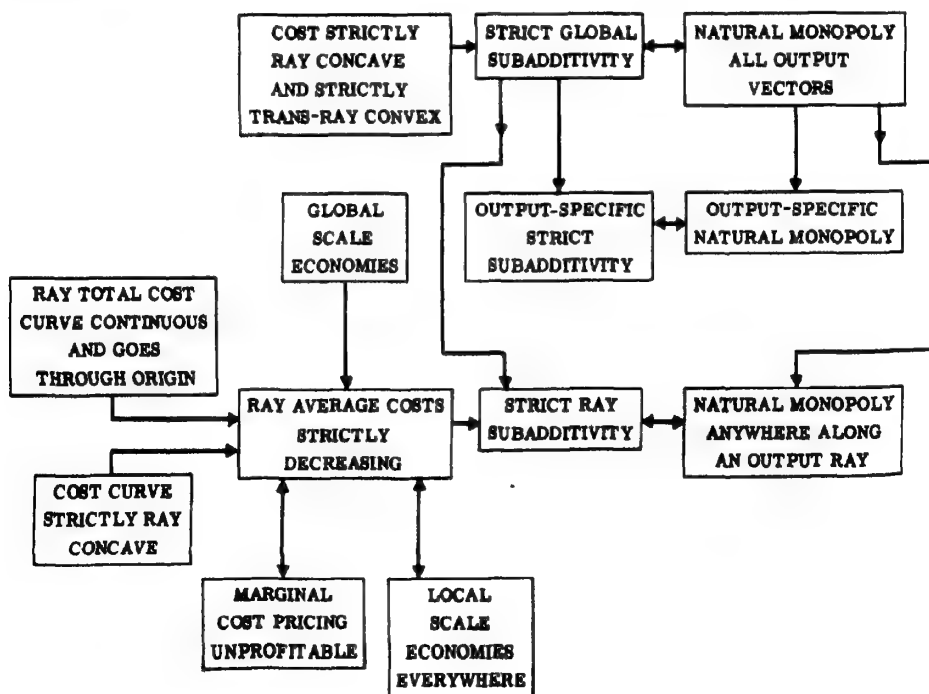 COST STRICTLY
RAY CONCAVE
AND STRICTLY
TRANS-RAY CONVEX
STRICT GLOBAL
SUBADDITIVITY
NATURAL MONOPOLY
ALL OUTPUT
VECTORS
GLOBAL
SCALE
ECONOMIES
OUTPUT-SPECIFIC
STRICT
SUBADDITIVITY
OUTPUT-SPECIFIC
NATURAL MONOPOLY
RAY TOTAL COST
CURVE CONTINUOUS
AND GOES
THROUGH ORIGIN
RAY AVERAGE COSTS
STRICTLY
DECREASING
STRICT RAY
SUBADDITIVITY
NATURAL MONOPOLY
ANYWHERE ALONG
AN OUTPUT RAY
COST CURVE
STRICTLY RAY
CONCAVE
MARGINAL
COST PRICING
UNPROFITABLE
LOCAL
SCALE
ECONOMIES
EVERYWHERE